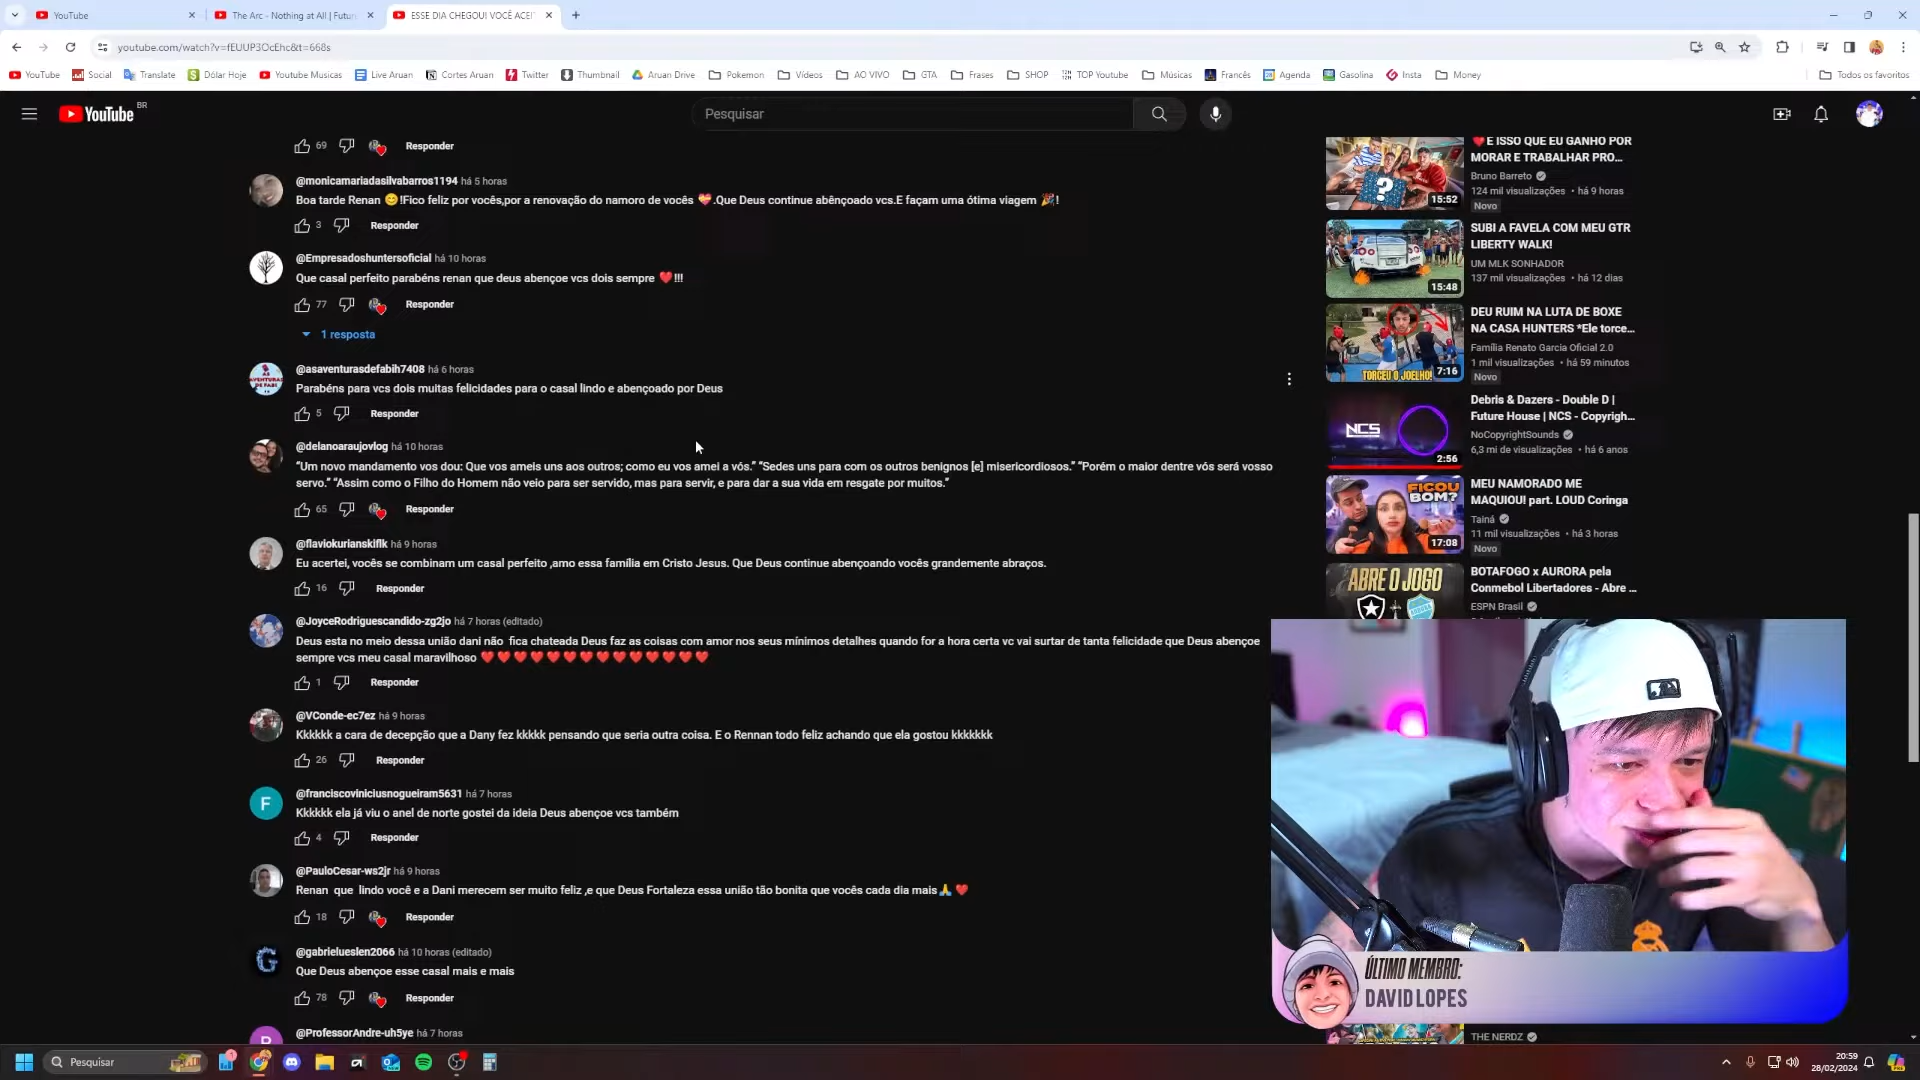 YouTube
The Arc - Nothing at All | Futur
ESSE DIA CHEGOU! VOCÊ ACEI
youtube.com/watch?v=fEUUP3OcEhc&t=668s
YouTube
Social
Translate
Dólar Hoje
Youtube Musicas
Live Aruan
Cortes Aruan
Twitter
Thumbnail
Aruan Drive
Pokemon
Vídeos
AO VIVO
GTA
Frases
SHOP
TOP Youtube
Músicas
Francês
Agenda
Gasolina
Insta
Money
Todos os favoritos
YouTube BR
Pesquisar
69 Responder
@monicamariadasilvabarros1194 há 5 horas
Boa tarde Renan 😊!Fico feliz por vocês,por a renovação do namoro de vocês 💝.Que Deus continue abênçoado vcs.E façam uma ótima viagem 🎉!
3 Responder
@Empresadoshuntersoficial há 10 horas
Que casal perfeito parabéns renan que deus abençoe vcs dois sempre ❤️!!!
77 Responder
1 resposta
@asaventurasdefabih7408 há 6 horas
Parabéns para vcs dois muitas felicidades para o casal lindo e abençoado por Deus
5 Responder
@delanoaraujovlog há 10 horas
“Um novo mandamento vos dou: Que vos ameis uns aos outros; como eu vos amei a vós.” “Sedes uns para com os outros benignos [e] misericordiosos.” “Porém o maior dentre vós será vosso
servo.” “Assim como o Filho do Homem não veio para ser servido, mas para servir, e para dar a sua vida em resgate por muitos.”
65 Responder
@flaviokurianskiflk há 9 horas
Eu acertei, vocês se combinam um casal perfeito ,amo essa família em Cristo Jesus. Que Deus continue abençoando vocês grandemente abraços.
16 Responder
@JoyceRodriguescandido-zg2jo há 7 horas (editado)
Deus esta no meio dessa união dani não fica chateada Deus faz as coisas com amor nos seus mínimos detalhes quando for a hora certa vc vai surtar de tanta felicidade que Deus abençoe
sempre vcs meu casal maravilhoso ❤️❤️❤️❤️❤️❤️❤️❤️❤️❤️❤️❤️❤️❤️
1 Responder
@VConde-ec7ez há 9 horas
Kkkkkk a cara de decepção que a Dany fez kkkkk pensando que seria outra coisa. E o Rennan todo feliz achando que ela gostou kkkkkkk
26 Responder
F
@franciscoviniciusnogueiram5631 há 7 horas
Kkkkkk ela já viu o anel de norte gostei da ideia Deus abençoe vcs também
4 Responder
@PauloCesar-ws2jr há 9 horas
Renan que lindo você e a Dani merecem ser muito feliz ,e que Deus Fortaleza essa união tão bonita que vocês cada dia mais🙏 ❤️
18 Responder
G
@gabrielueslen2066 há 10 horas (editado)
Que Deus abençoe esse casal mais e mais
78 Responder
@ProfessorAndre-uh5ye há 7 horas
15:52
❤️E ISSO QUE EU GANHO POR
MORAR E TRABALHAR PRO...
Bruno Barreto
124 mil visualizações • há 9 horas
Novo
15:48
SUBI A FAVELA COM MEU GTR
LIBERTY WALK!
UM MLK SONHADOR
137 mil visualizações • há 12 dias
TORCEU O JOELHO!
7:16
DEU RUIM NA LUTA DE BOXE
NA CASA HUNTERS *Ele torce...
Família Renato Garcia Oficial 2.0
1 mil visualizações • há 59 minutos
Novo
NCS
2:56
Debris & Dazers - Double D |
Future House | NCS - Copyrigh...
NoCopyrightSounds
6,3 mi de visualizações • há 6 anos
FICOU
BOM?
17:08
MEU NAMORADO ME
MAQUIOU! part. LOUD Coringa
Tainá
11 mil visualizações • há 3 horas
Novo
ABRE O JOGO
BOTAFOGO x AURORA pela
Conmebol Libertadores - Abre ...
ESPN Brasil
ÚLTIMO MEMBRO:
DAVID LOPES
THE NERDZ
Pesquisar
20:59
28/02/2024